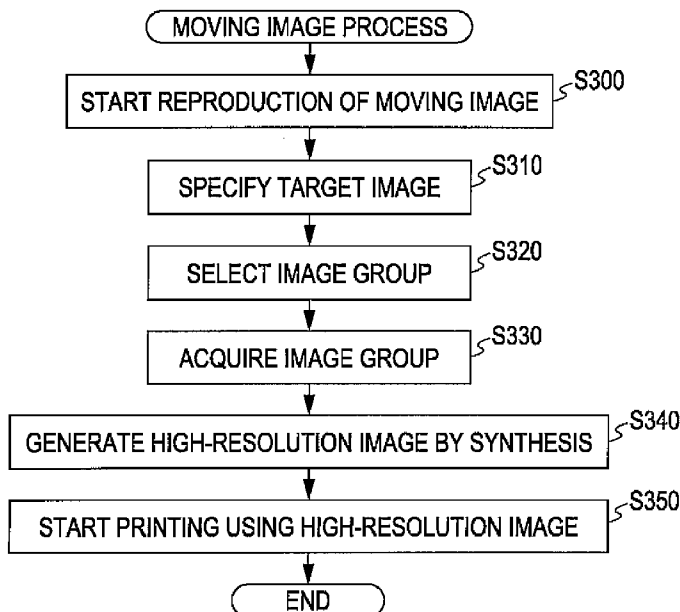 MOVING IMAGE PROCESS
START REPRODUCTION OF MOVING IMAGE
S300
SPECIFY TARGET IMAGE
S310
SELECT IMAGE GROUP
S320
ACQUIRE IMAGE GROUP
S330
GENERATE HIGH-RESOLUTION IMAGE BY SYNTHESIS
S340
START PRINTING USING HIGH-RESOLUTION IMAGE
S350
END